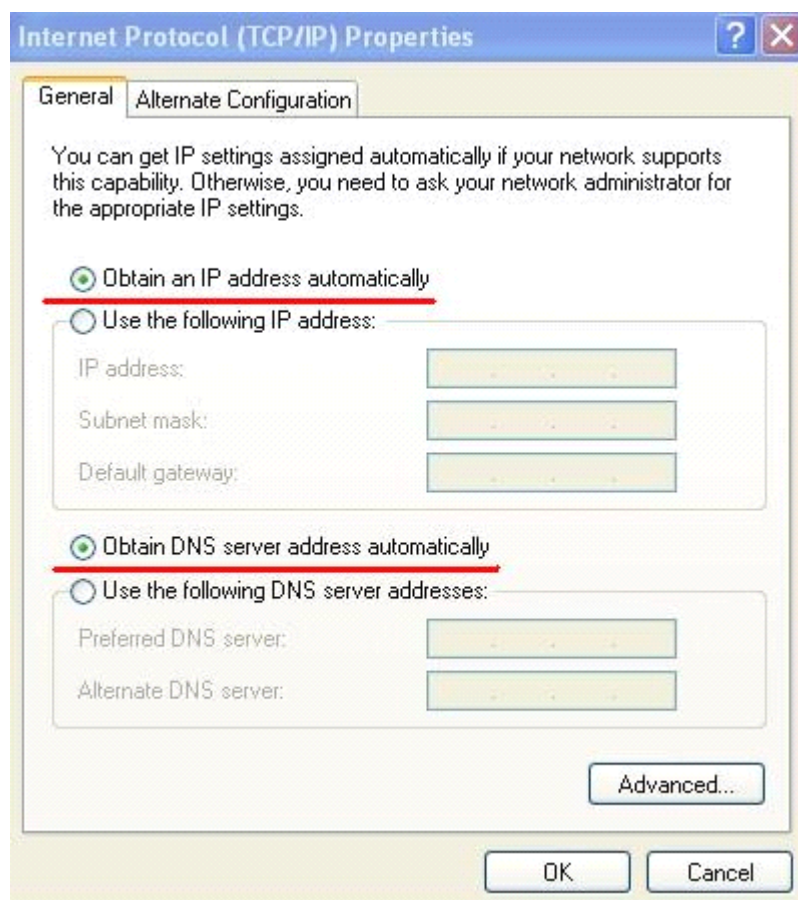 Internet Protocol (TCP/IP) Properties
General
Alternate Configuration
You can get IP settings assigned automatically if your network supports
this capability. Otherwise, you need to ask your network administrator for
the appropriate IP settings.
Obtain an IP address automatically
Use the following IP address:
IP address:
Subnet mask:
Default gateway:
Obtain DNS server address automatically
Use the following DNS server addresses:
Preferred DNS server:
Alternate DNS server:
Advanced...
OK
Cancel